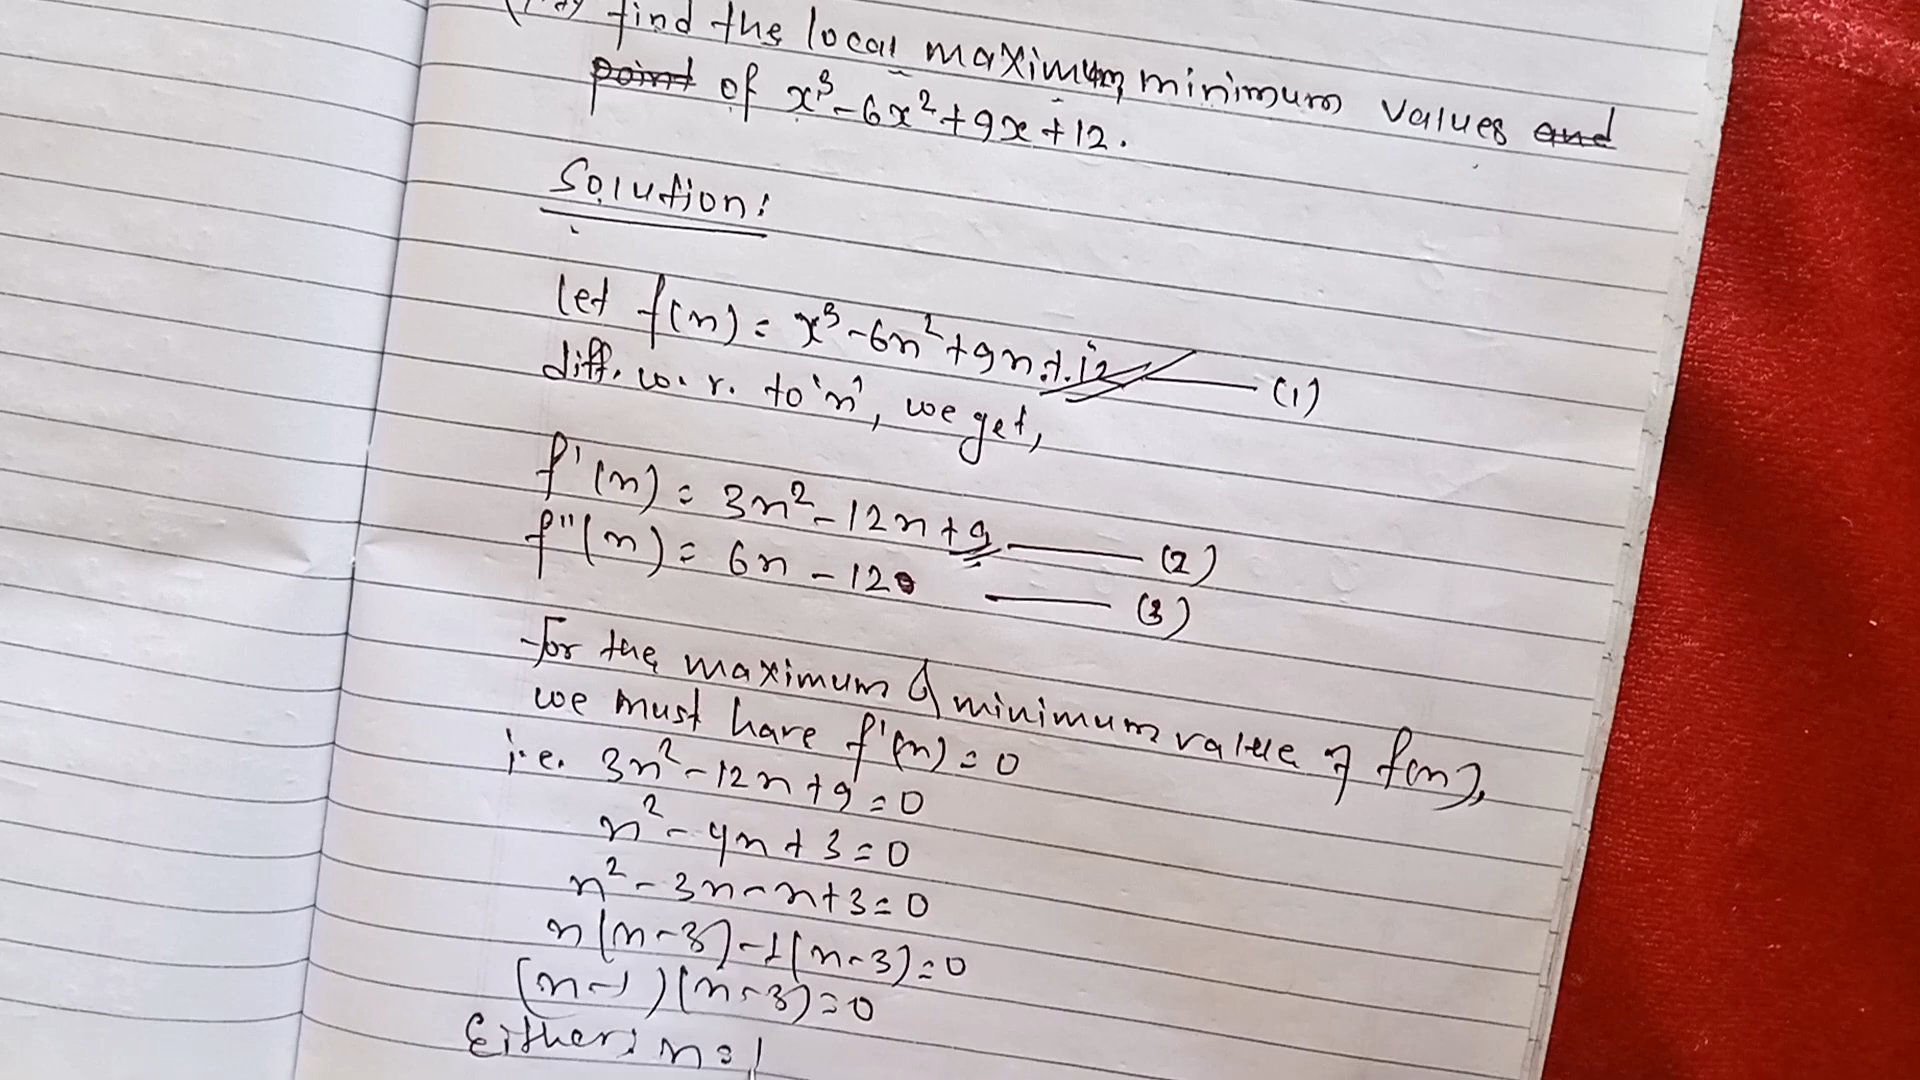 find the local maximum, minimum values and
point of x³-6x²+9x+12.
Solution:
let f(x) = x³-6x²+9x+12 —— (1)
diff. w. r. to 'x', we get,
f'(x) = 3x²-12x+9 —— (2)
f''(x) = 6x - 12 —— (3)
for the maximum & minimum value of f(x),
we must have f'(x) = 0
i.e. 3x²-12x+9=0
x²-4x+3=0
x²-3x-x+3=0
x(x-3)-1(x-3)=0
(x-1)(x-3)=0
Either: x=1